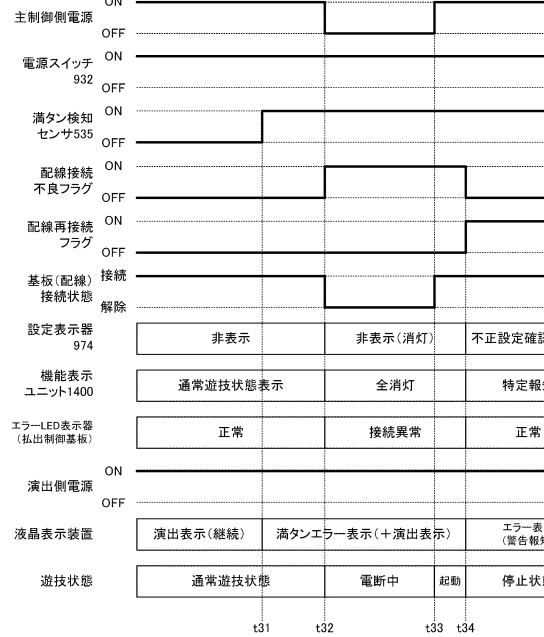 ON
主制御側電源
OFF
ON
電源スイッチ
932
OFF
ON
満タン検知
センサ535
OFF
ON
配線接続
不良フラグ
OFF
ON
配線再接続
フラグ
OFF
基板(配線)
接続状態
接続
解除
設定表示器
974
非表示
非表示(消灯)
不正設定確認
機能表示
ユニット1400
通常遊技状態表示
全消灯
特定報知
エラーLED表示器
(払出制御基板)
正常
接続異常
正常
ON
演出側電源
OFF
液晶表示装置
演出表示(継続)
満タンエラー表示(+演出表示)
エラー表
(警告報知
遊技状態
通常遊技状態
電断中
起動
停止状態
t31
t32
t33
t34